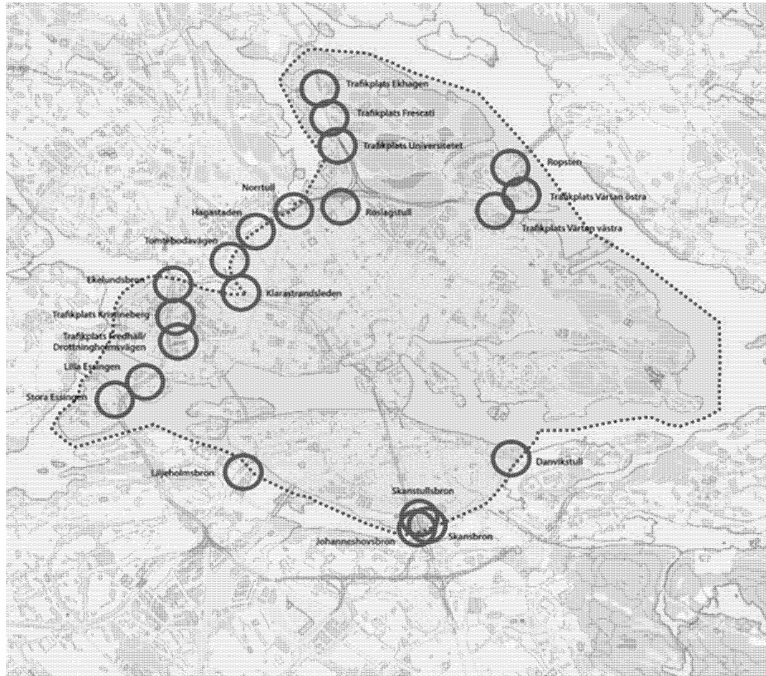 Trafikplats Ekhagen
Trafikplats Frescati
Trafikplats Universitetet
Ropsten
Norrtull
Trafikplats Värtan östra
Hagastaden
Roslagstull
Trafikplats Värtan västra
Tomtebodavägen
Ekelundsbron
Klarastrandsleden
Trafikplats Kristineberg
Trafikplats Fredhäll/
Drottningholmsvägen
Lilla Essingen
Stora Essingen
Danvikstull
Liljeholmsbron
Skanstullsbron
Skansbron
Johanneshovsbron